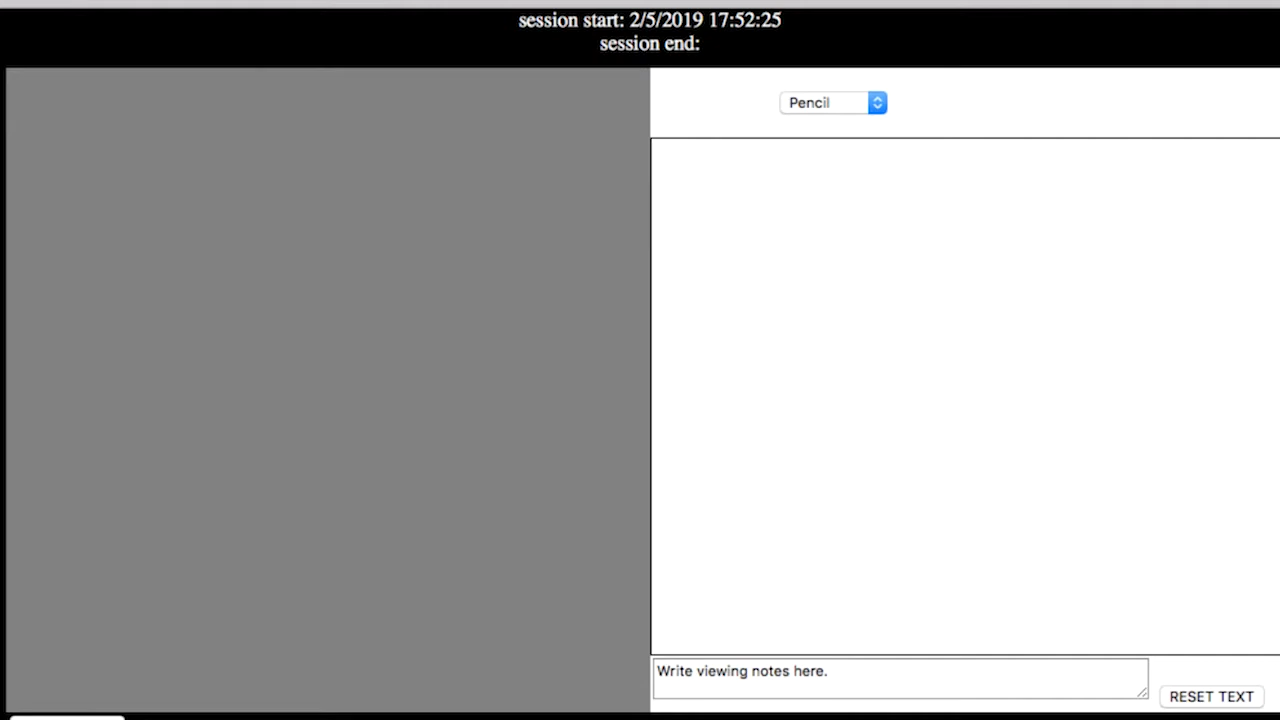 session start: 2/5/2019 17:52:25
session end:
Pencil
Write viewing notes here.
RESET TEXT